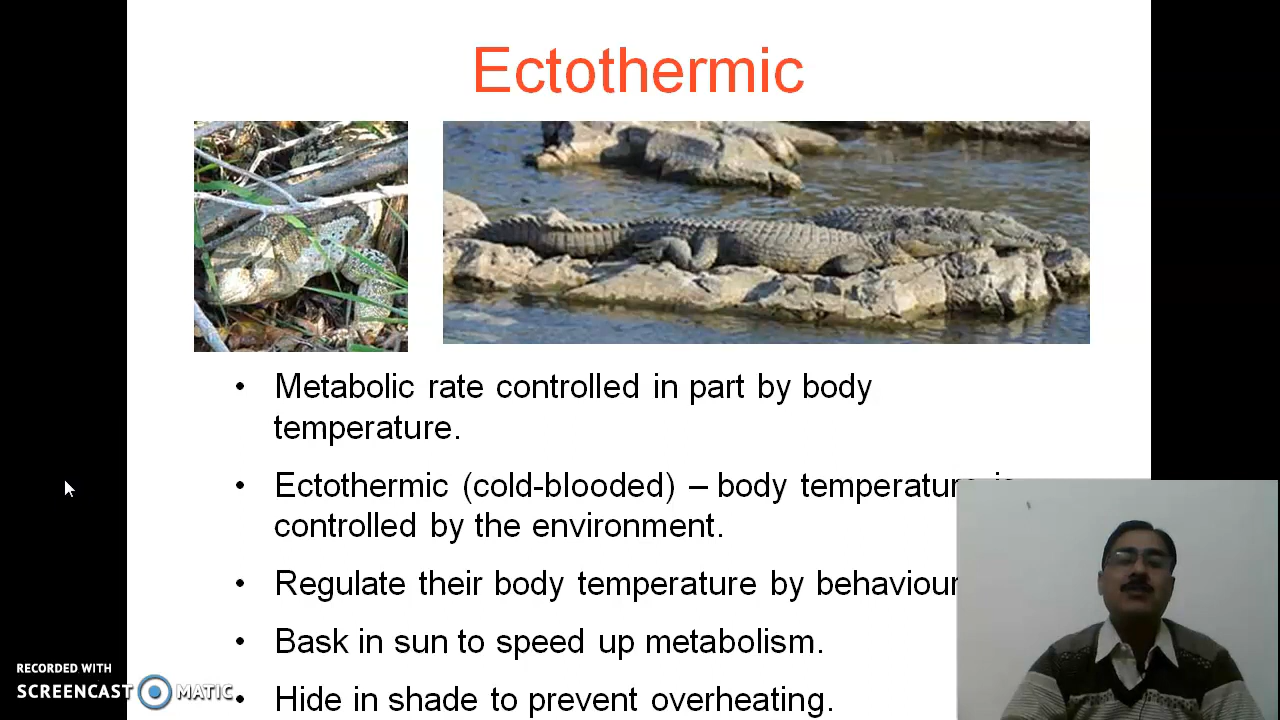 Ectothermic
• Metabolic rate controlled in part by body
temperature.
• Ectothermic (cold-blooded) – body temperature is
controlled by the environment.
• Regulate their body temperature by behaviour
• Bask in sun to speed up metabolism.
• Hide in shade to prevent overheating.
RECORDED WITH
SCREENCAST MATIC